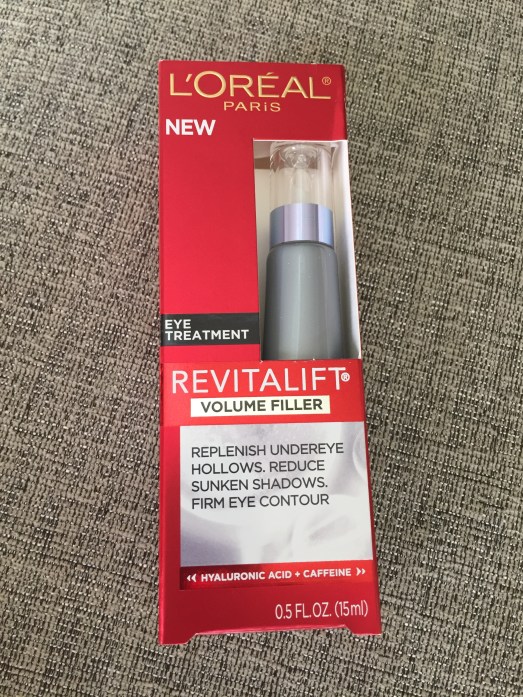 L'ORÉAL®
PARiS
NEW
EYE
TREATMENT
REVITALIFT®
VOLUME FILLER
REPLENISH UNDEREYE
HOLLOWS. REDUCE
SUNKEN SHADOWS.
FIRM EYE CONTOUR
‹‹ HYALURONIC ACID + CAFFEINE ››
0.5 FL.OZ. (15ml)